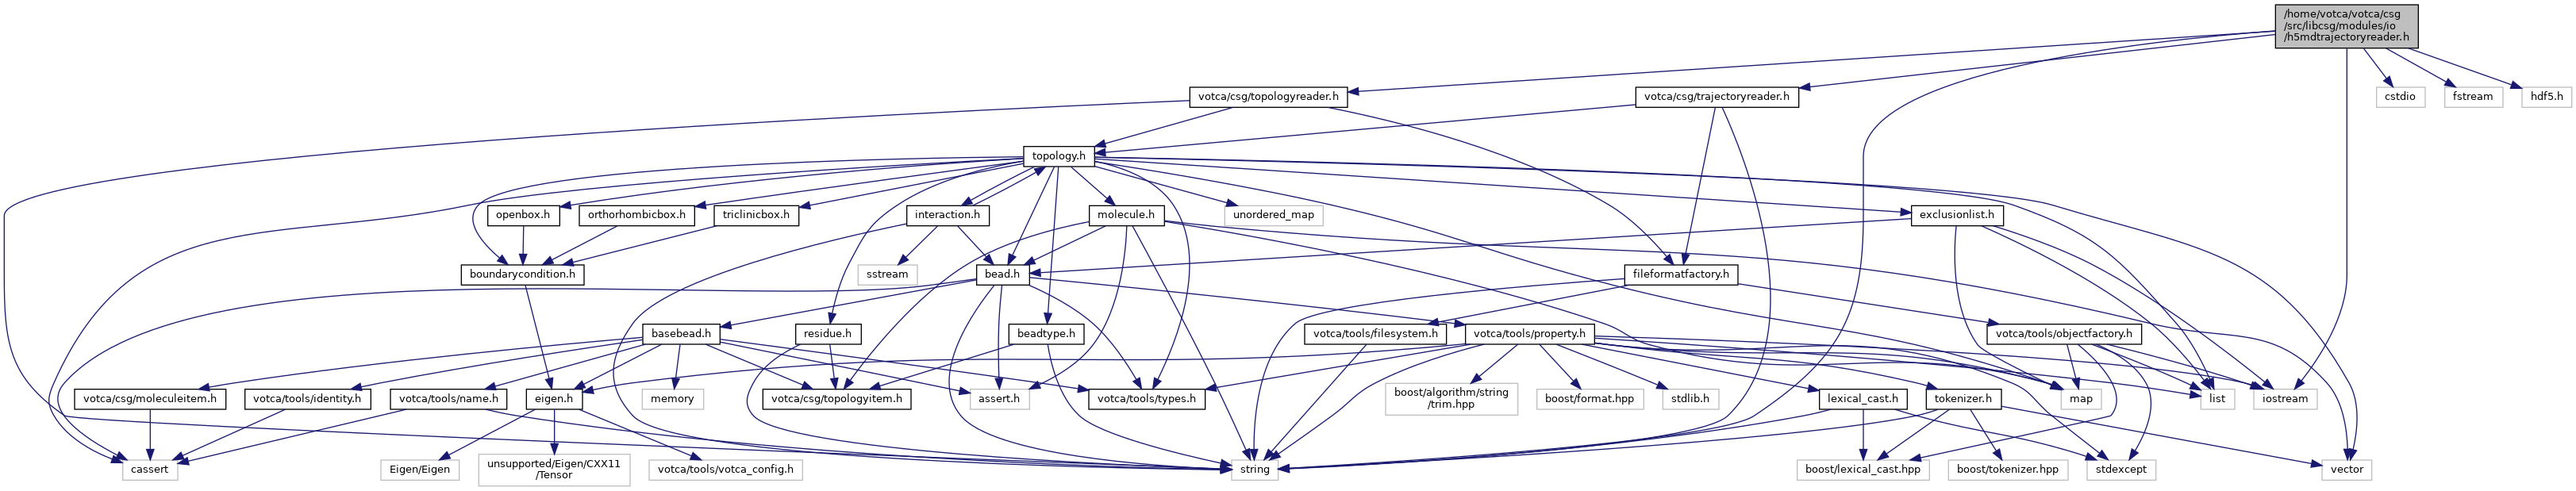 /home/votca/votca/csg
/src/libcsg/modules/io
/h5mdtrajectoryreader.h
votca/csg/topologyreader.h
votca/csg/trajectoryreader.h
cstdio
fstream
hdf5.h
topology.h
openbox.h
orthorhombicbox.h
triclinicbox.h
interaction.h
molecule.h
unordered_map
exclusionlist.h
boundarycondition.h
sstream
bead.h
fileformatfactory.h
basebead.h
residue.h
beadtype.h
votca/tools/filesystem.h
votca/tools/property.h
votca/tools/objectfactory.h
votca/csg/moleculeitem.h
votca/tools/identity.h
votca/tools/name.h
eigen.h
memory
votca/csg/topologyitem.h
assert.h
votca/tools/types.h
boost/algorithm/string
/trim.hpp
boost/format.hpp
stdlib.h
lexical_cast.h
tokenizer.h
map
list
iostream
cassert
Eigen/Eigen
unsupported/Eigen/CXX11
/Tensor
votca/tools/votca_config.h
string
boost/lexical_cast.hpp
boost/tokenizer.hpp
stdexcept
vector